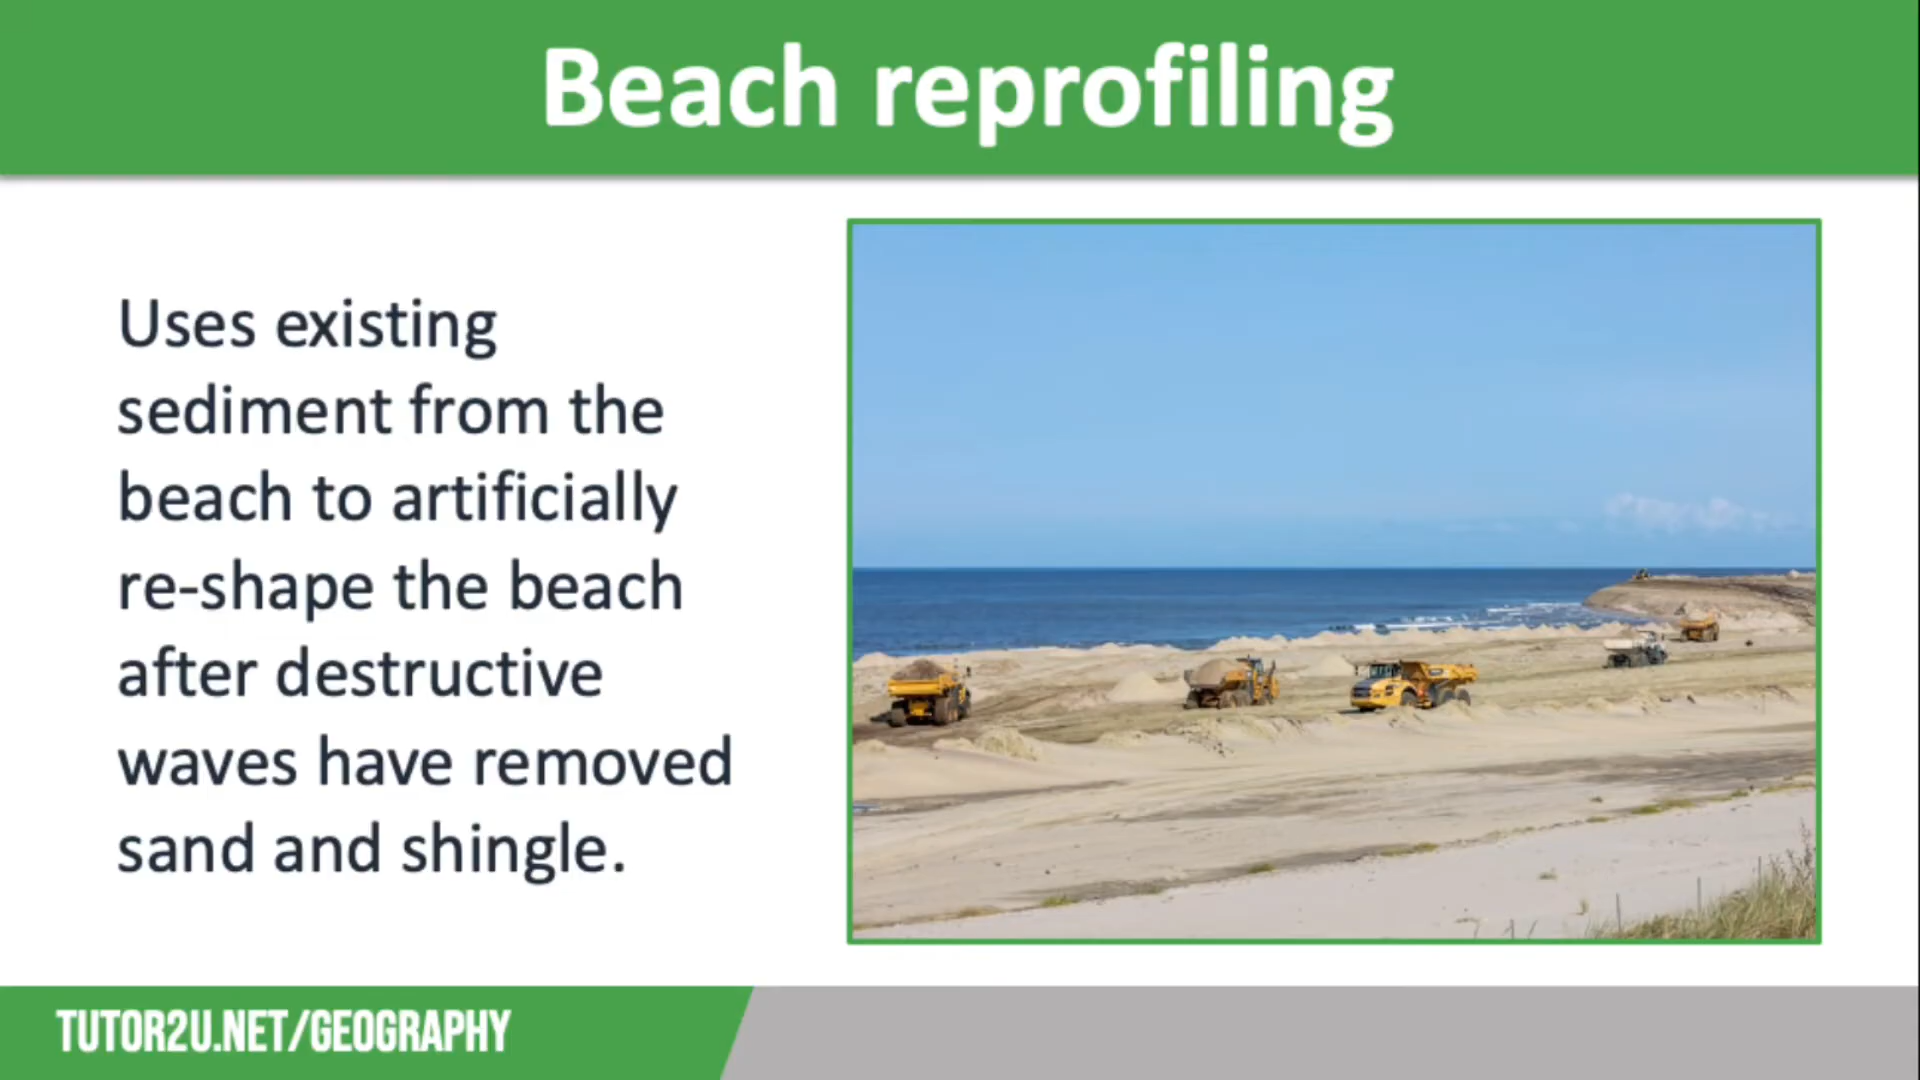 Beach reprofiling
Uses existing
sediment from the
beach to artificially
re-shape the beach
after destructive
waves have removed
sand and shingle.
TUTOR2U.NET/GEOGRAPHY